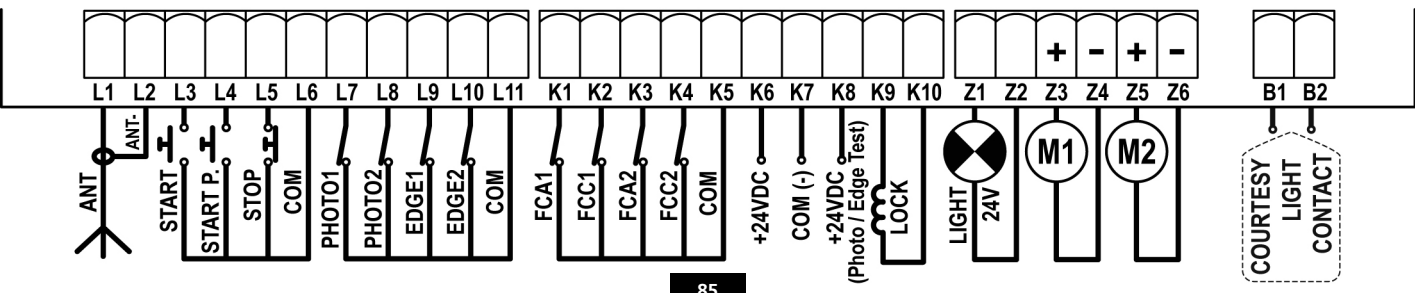 + - + -
L1 L2 L3 L4 L5 L6 L7 L8 L9 L10 L11 K1 K2 K3 K4 K5 K6 K7 K8 K9 K10 Z1 Z2 Z3 Z4 Z5 Z6 B1 B2
ANT
ANT-
START
START P.
STOP
COM
PHOTO1
PHOTO2
EDGE1
EDGE2
COM
FCA1
FCC1
FCA2
FCC2
COM
+24VDC
COM (-)
+24VDC
(Photo / Edge Test)
LOCK
LIGHT
24V
M1
M2
COURTESY
LIGHT
CONTACT
85